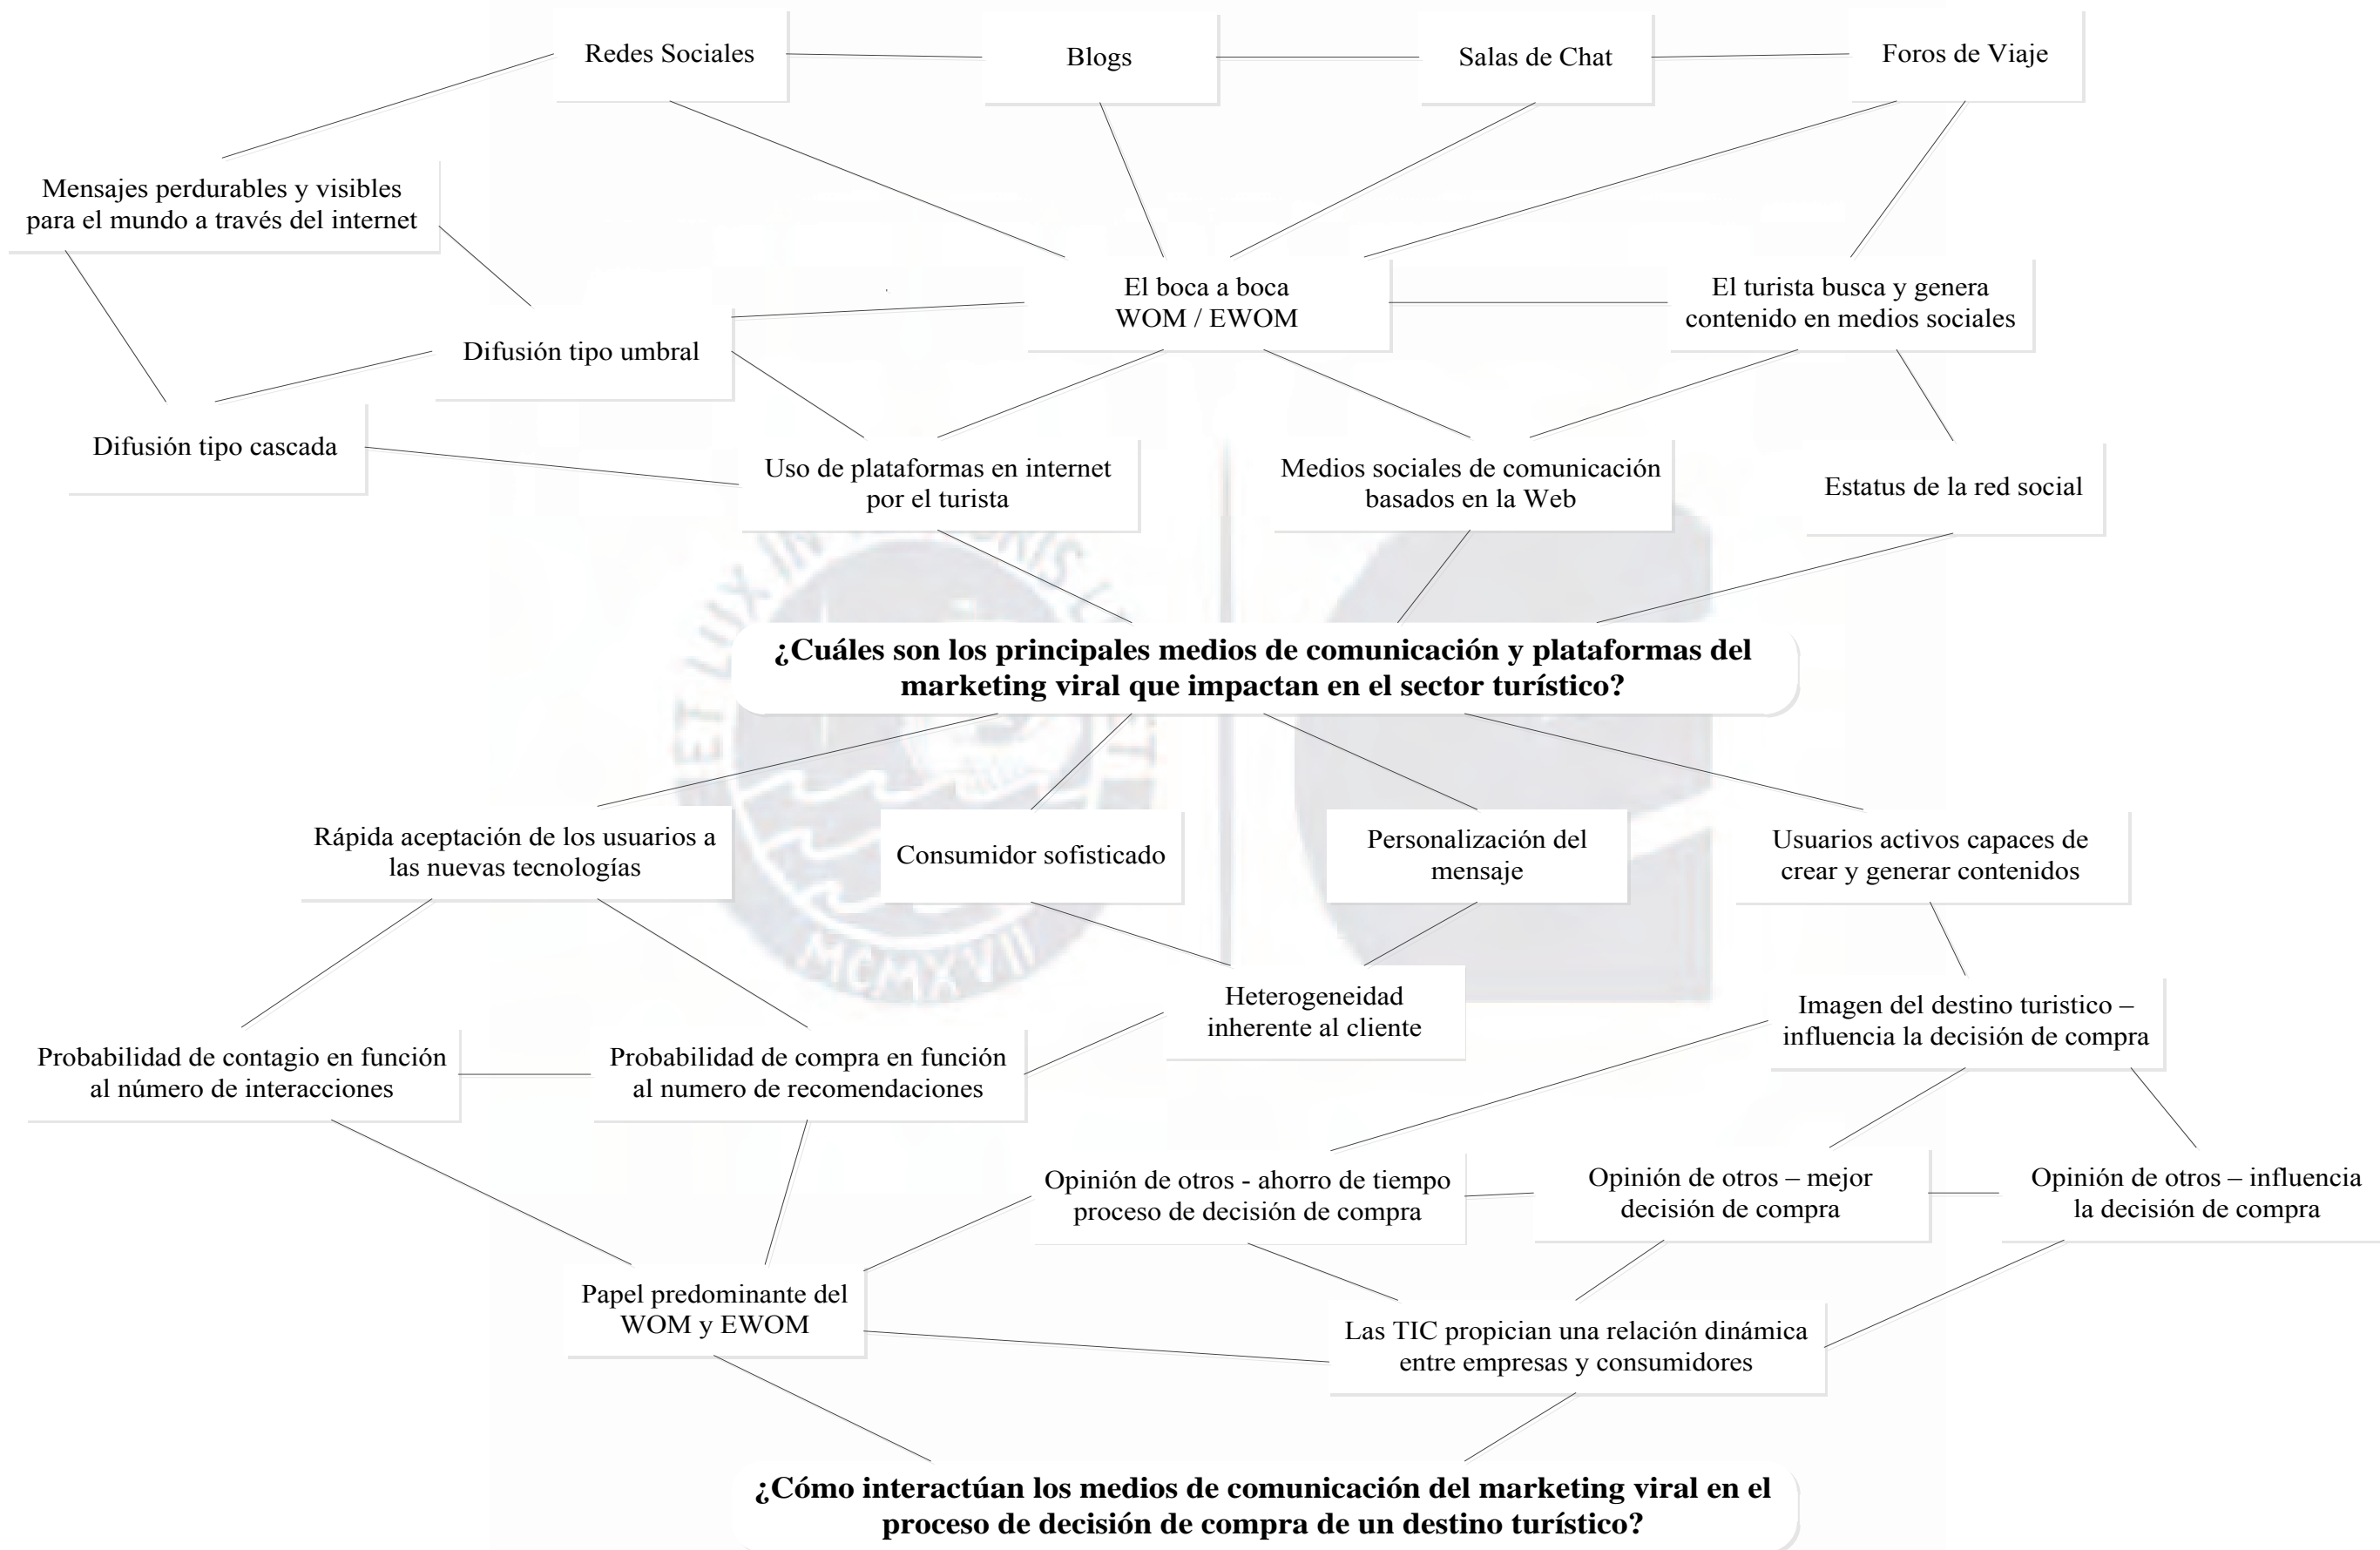 Redes Sociales
Blogs
Salas de Chat
Foros de Viaje
Mensajes perdurables y visibles
para el mundo a través del internet
El boca a boca
WOM / EWOM
El turista busca y genera
contenido en medios sociales
Difusión tipo umbral
Difusión tipo cascada
Uso de plataformas en internet
por el turista
Medios sociales de comunicación
basados en la Web
Estatus de la red social
¿Cuáles son los principales medios de comunicación y plataformas del
marketing viral que impactan en el sector turístico?
Rápida aceptación de los usuarios a
las nuevas tecnologías
Consumidor sofisticado
Personalización del
mensaje
Usuarios activos capaces de
crear y generar contenidos
MCMXVII
Heterogeneidad
inherente al cliente
Imagen del destino turistico –
influencia la decisión de compra
Probabilidad de contagio en función
al número de interacciones
Probabilidad de compra en función
al numero de recomendaciones
Opinión de otros - ahorro de tiempo
proceso de decisión de compra
Opinión de otros – mejor
decisión de compra
Opinión de otros – influencia
la decisión de compra
Papel predominante del
WOM y EWOM
Las TIC propician una relación dinámica
entre empresas y consumidores
¿Cómo interactúan los medios de comunicación del marketing viral en el
proceso de decisión de compra de un destino turístico?